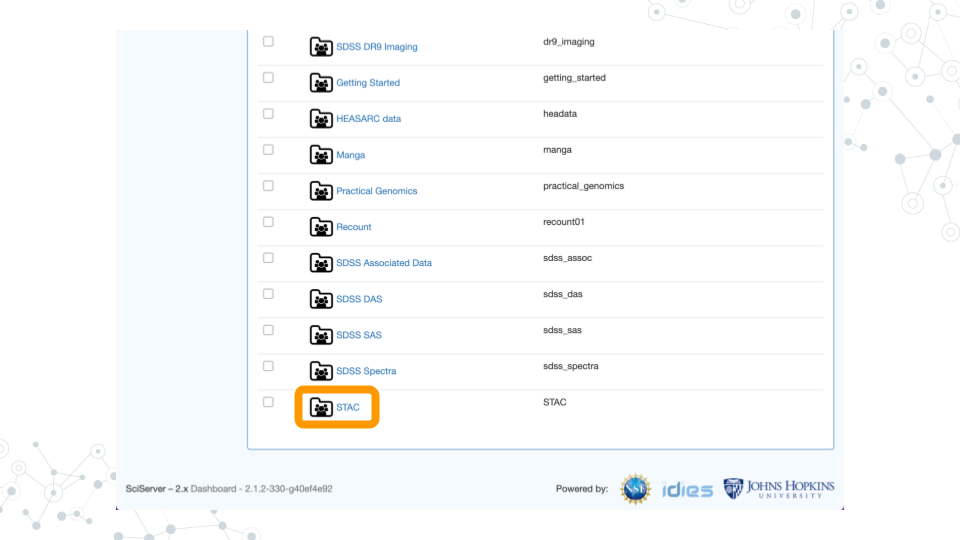 SDSS DR9 Imaging dr9_imaging
Getting Started getting_started
HEASARC data headata
Manga manga
Practical Genomics practical_genomics
Recount recount01
SDSS Associated Data sdss_assoc
SDSS DAS sdss_das
SDSS SAS sdss_sas
SDSS Spectra sdss_spectra
STAC STAC
SciServer – 2.x Dashboard - 2.1.2-330-g40ef4e92 Powered by: NSF idies JOHNS HOPKINS
UNIVERSITY